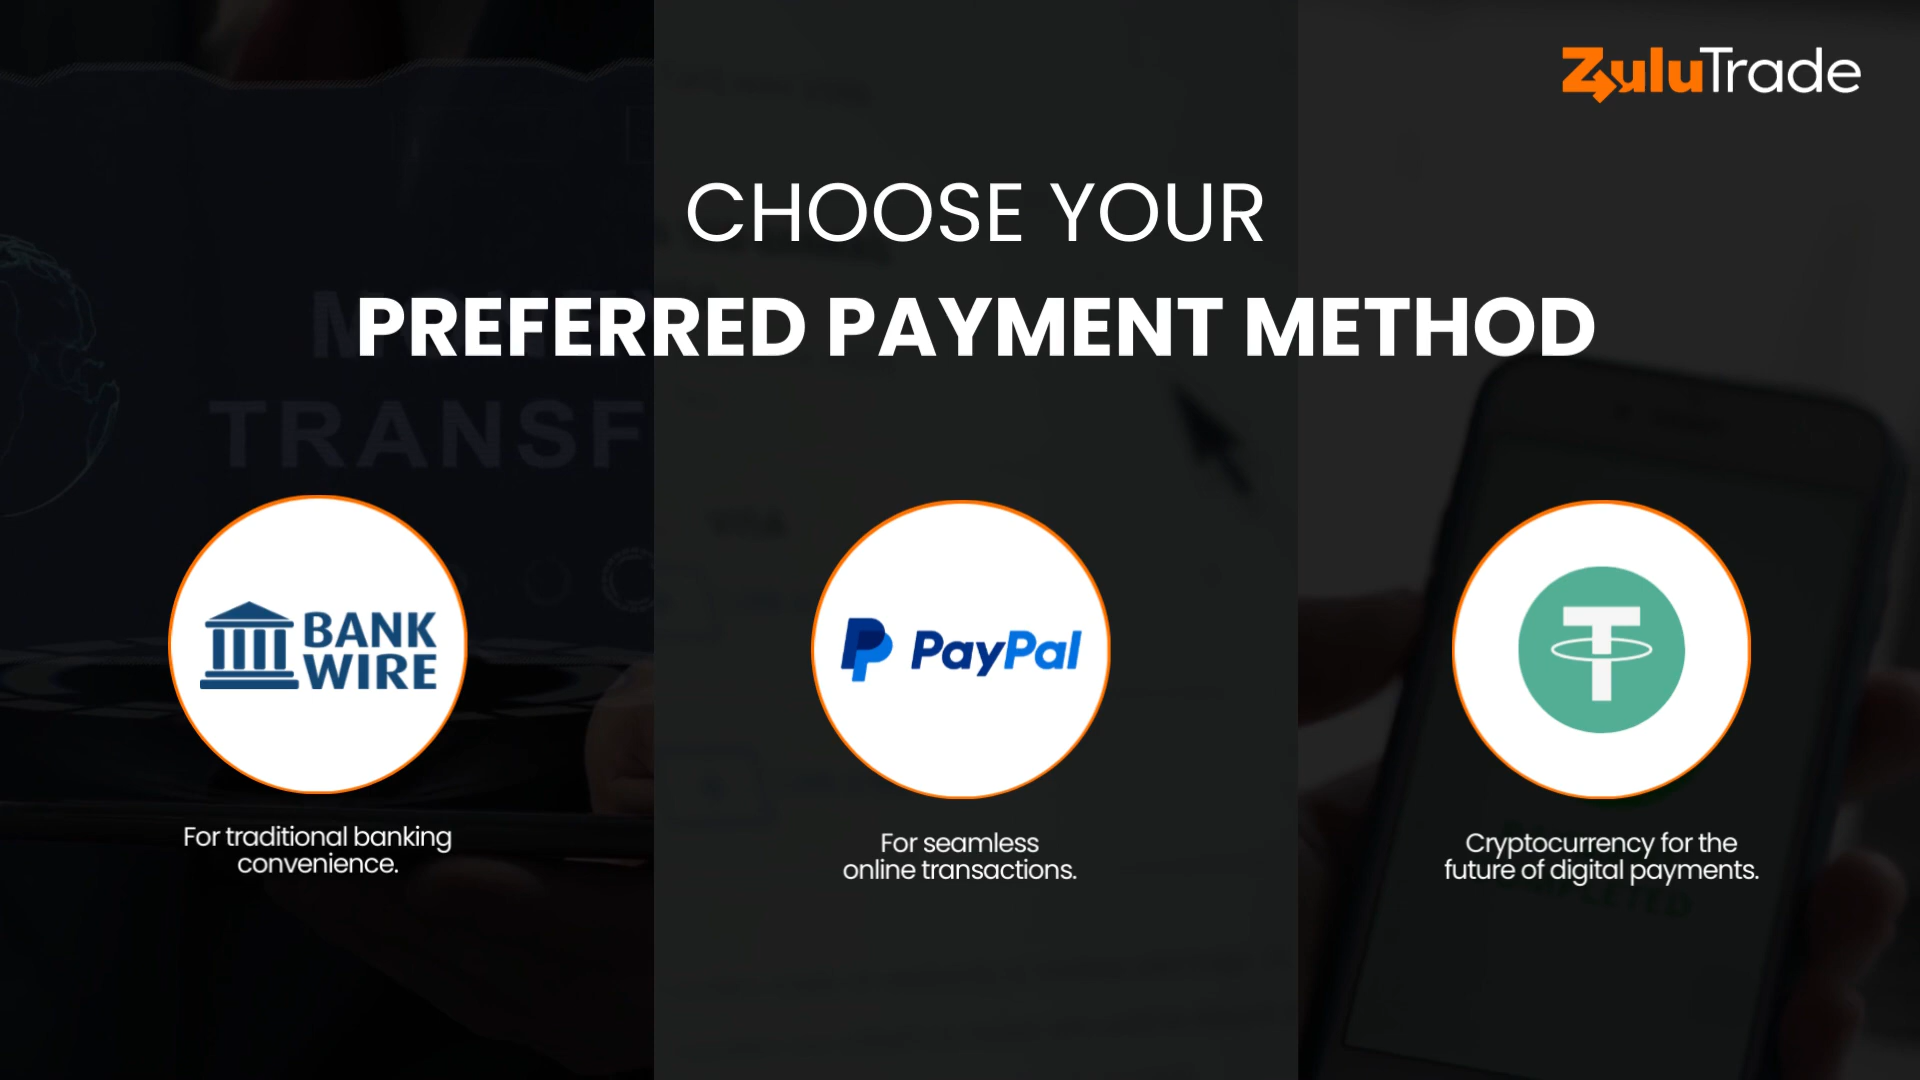 ZuluTrade
CHOOSE YOUR
PREFERRED PAYMENT METHOD
TRANSF
BANK
WIRE
PayPal
For traditional banking
convenience.
For seamless
online transactions.
Cryptocurrency for the
future of digital payments.